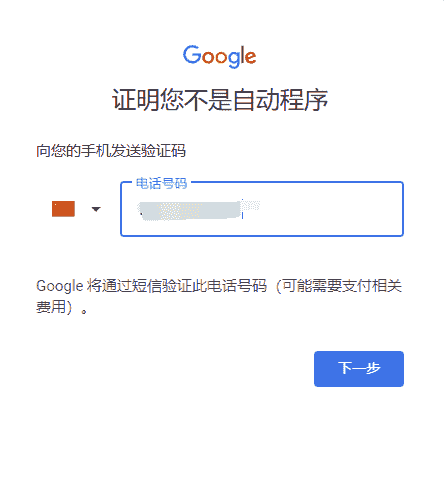 Google
证明您不是自动程序
向您的手机发送验证码
电话号码
Google 将通过短信验证此电话号码（可能需要支付相关
费用）。
下一步